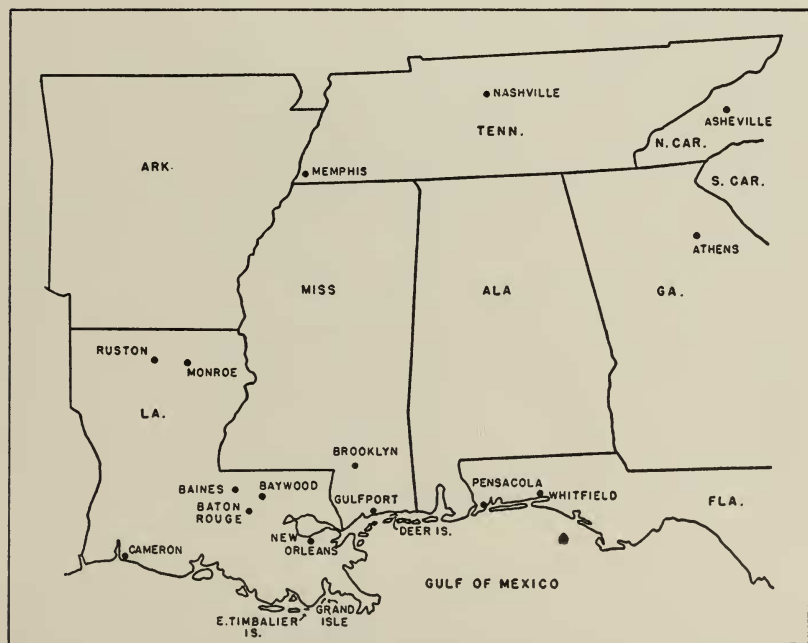 NASHVILLE
TENN.
ASHEVILLE
N. CAR.
S. CAR.
ARK.
MEMPHIS
ATHENS
MISS
ALA
GA.
RUSTON
MONROE
LA.
BROOKLYN
BAINES
BAYWOOD
BATON
ROUGE
GULFPORT
PENSACOLA
WHITFIELD
FLA.
NEW
ORLEANS
DEER IS.
CAMERON
GULF OF MEXICO
E. TIMBALIER
IS.
GRAND
ISLE